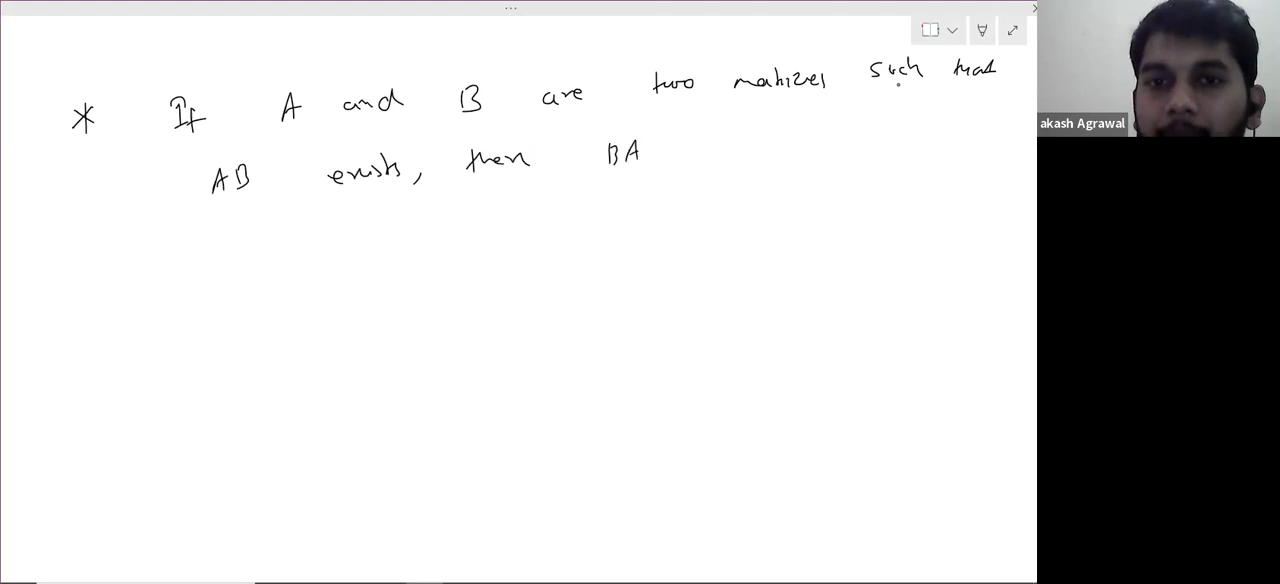 * If A and B are two matrices such that
AB exists, then BA
akash Agrawal